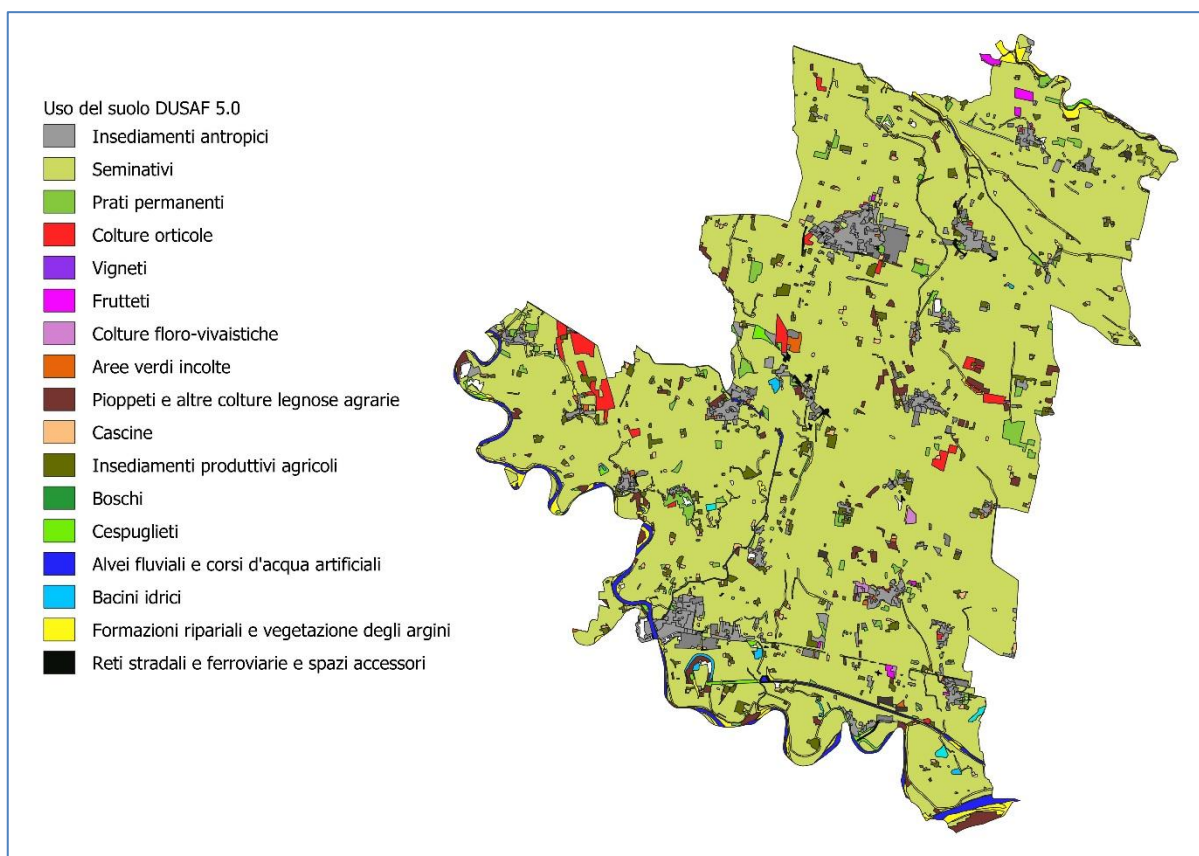 Uso del suolo DUSAF 5.0
Insediamenti antropici
Seminativi
Prati permanenti
Colture orticole
Vigneti
Frutteti
Colture floro-vivaistiche
Aree verdi incolte
Pioppeti e altre colture legnose agrarie
Cascine
Insediamenti produttivi agricoli
Boschi
Cespuglieti
Alvei fluviali e corsi d'acqua artificiali
Bacini idrici
Formazioni ripariali e vegetazione degli argini
Reti stradali e ferroviarie e spazi accessori